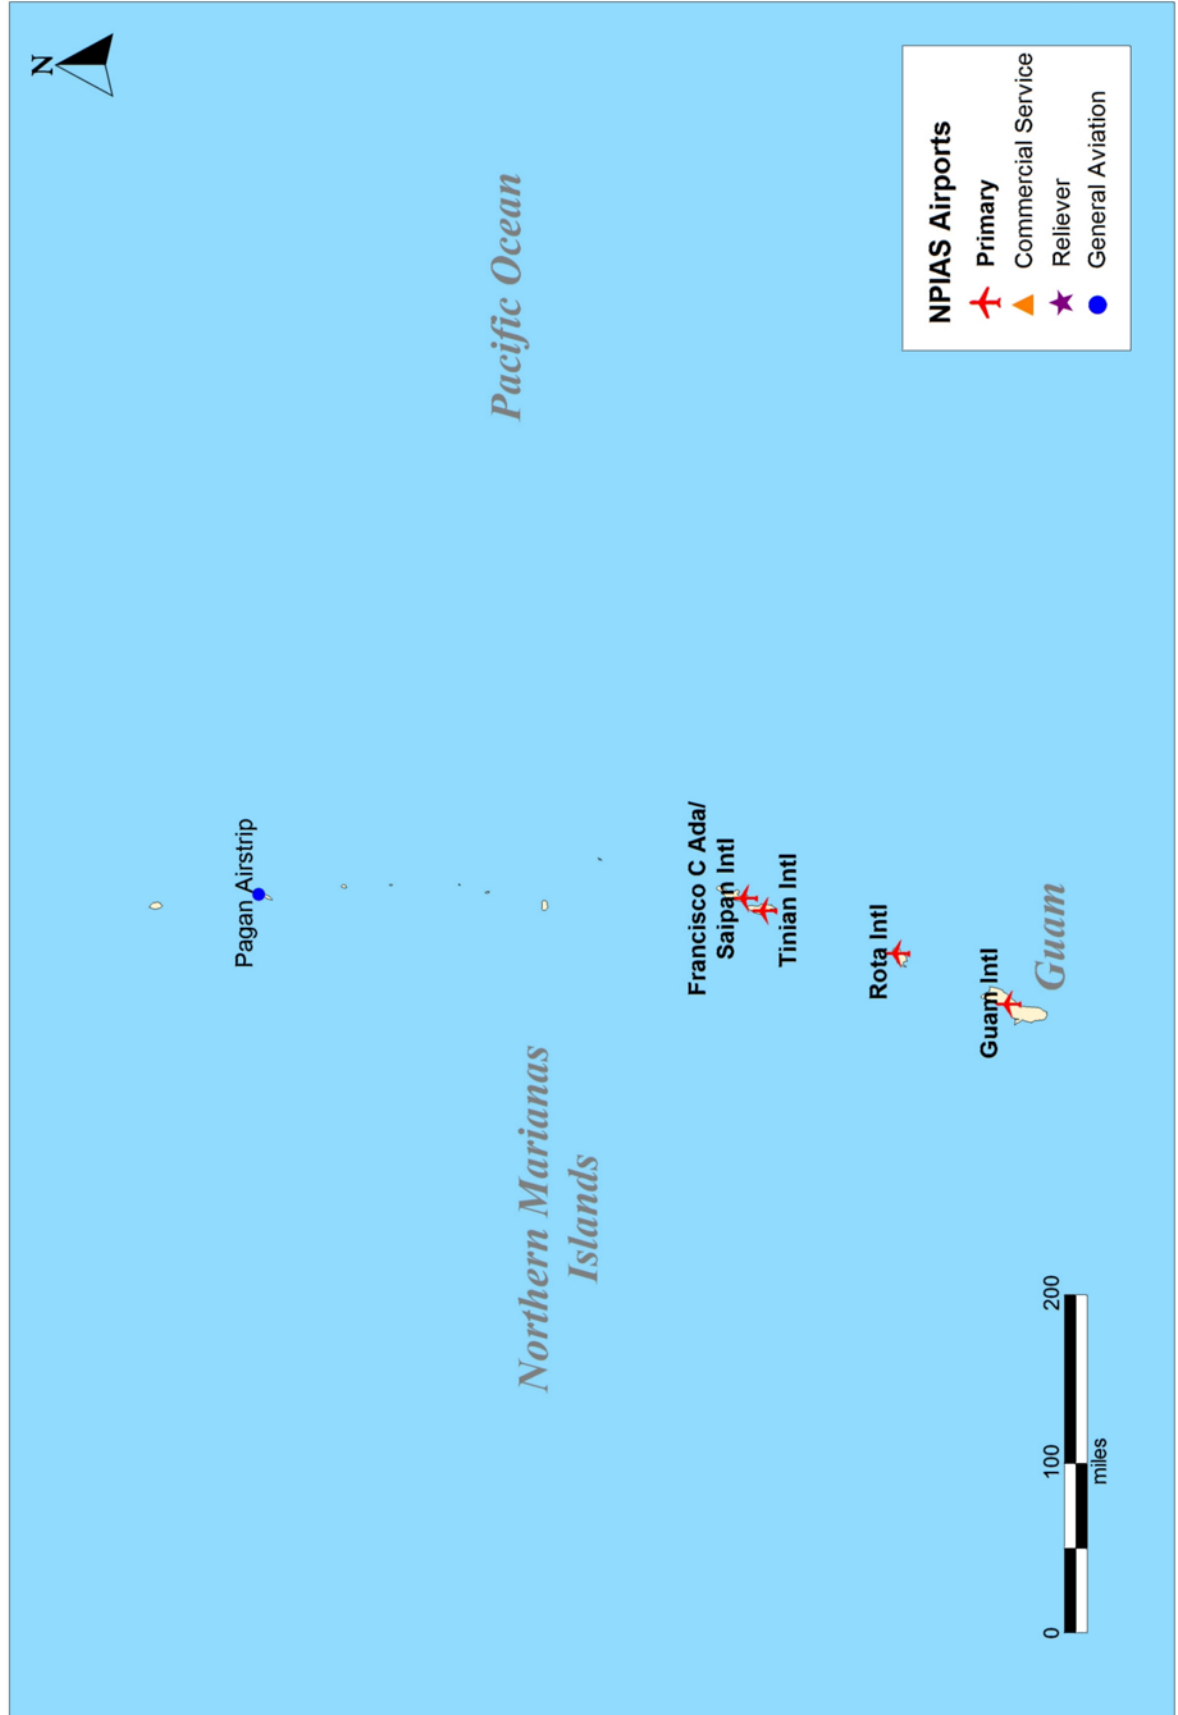 N
Pacific Ocean
Pagan Airstrip
Northern Marianas
Islands
Francisco C Ada/
Saipan Intl
Tinian Intl
Rota Intl
Guam Intl
Guam
0 100 200
miles
NPIAS Airports
Primary
Commercial Service
Reliever
General Aviation